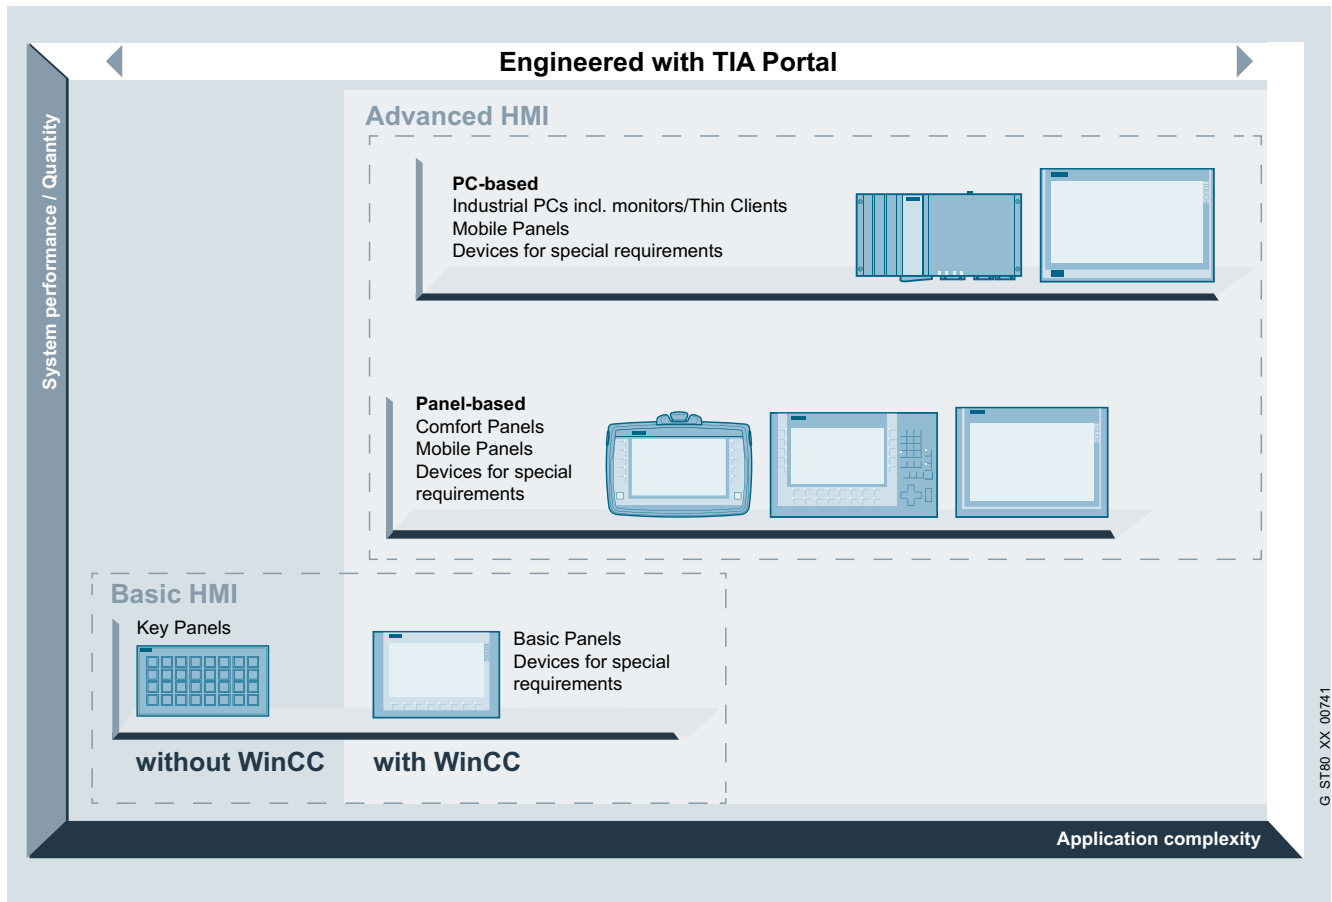 Engineered with TIA Portal
System performance / Quantity
Advanced HMI
PC-based
Industrial PCs incl. monitors/Thin Clients
Mobile Panels
Devices for special requirements
Panel-based
Comfort Panels
Mobile Panels
Devices for special
requirements
Basic HMI
Key Panels
Basic Panels
Devices for special
requirements
without WinCC
with WinCC
Application complexity
G_ST80_XX_00741